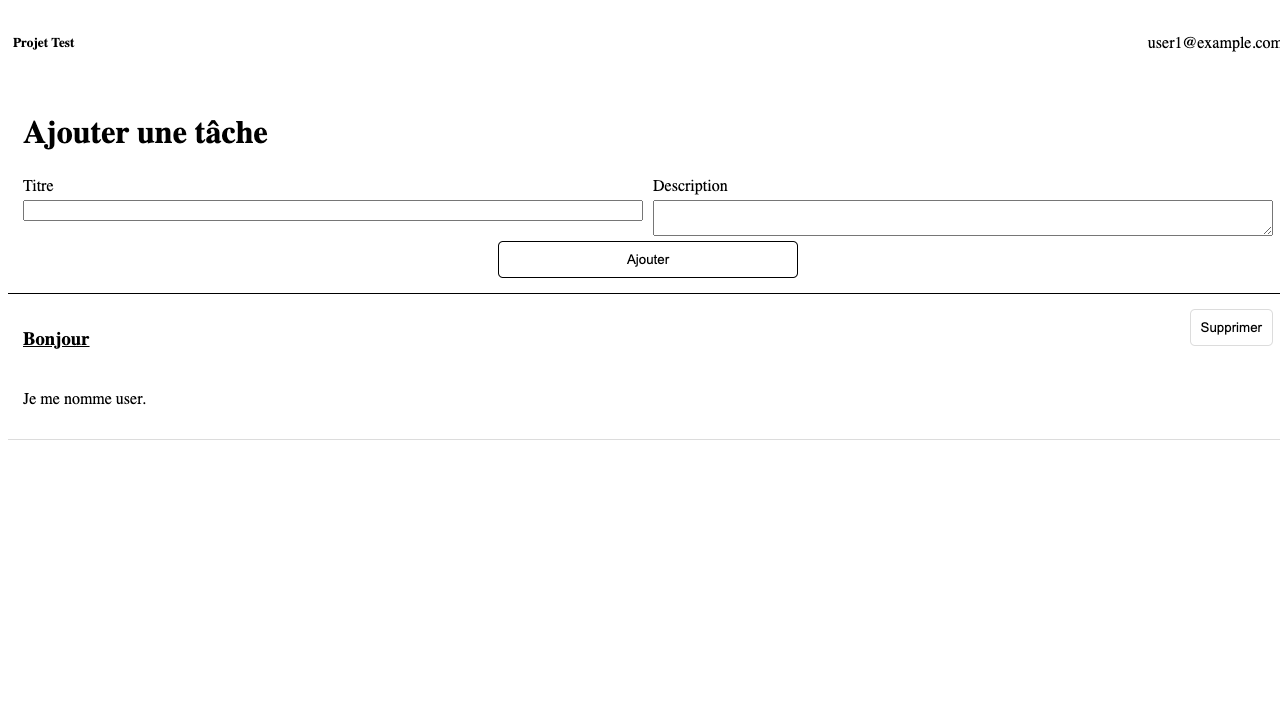 Projet Test
user1@example.com
Ajouter une tâche
Titre
Description
Ajouter
Bonjour
Supprimer
Je me nomme user.